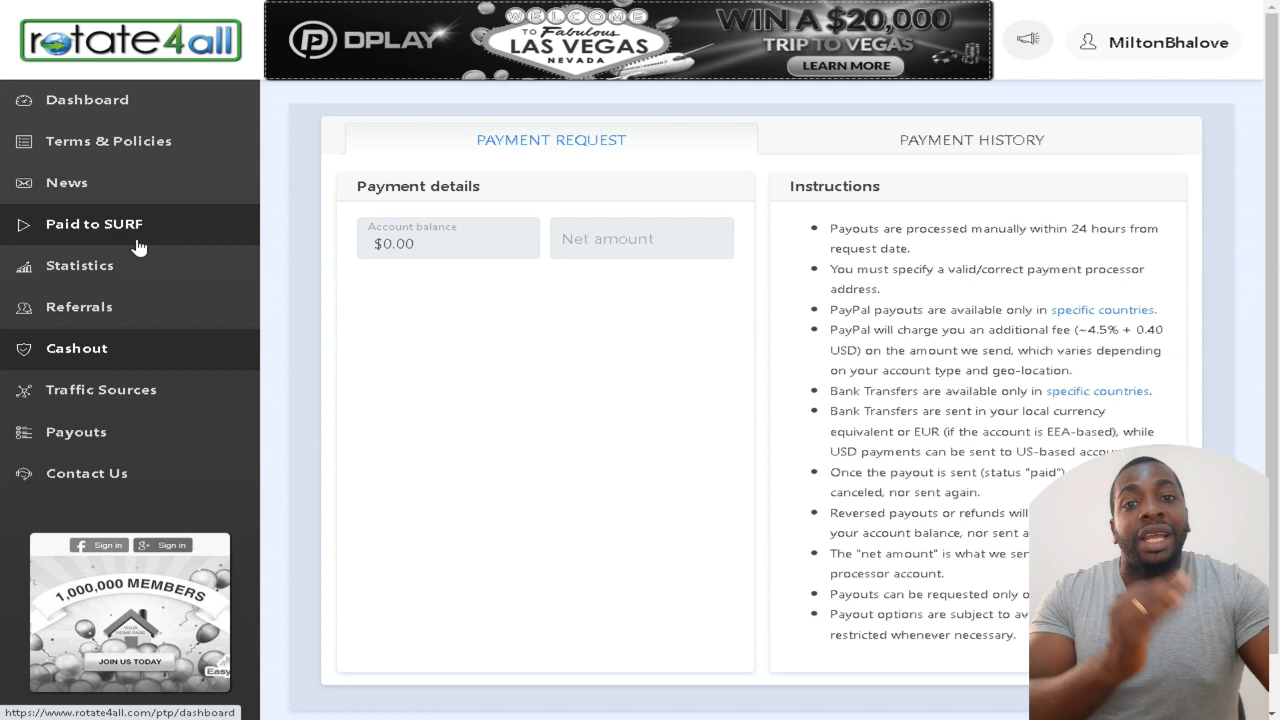 rotate4all
DPLAY
WELCOME
TO Fabulous
LAS VEGAS
NEVADA
WIN A $20,000
TRIP TO VEGAS
LEARN MORE
MiltonBhalove
Dashboard
Terms & Policies
News
Paid to SURF
Statistics
Referrals
Cashout
Traffic Sources
Payouts
Contact Us
PAYMENT REQUEST
PAYMENT HISTORY
Payment details
Account balance
$0.00
Net amount
Instructions
Payouts are processed manually within 24 hours from
request date.
You must specify a valid/correct payment processor
address.
PayPal payouts are available only in specific countries.
PayPal will charge you an additional fee (~4.5% + 0.40
USD) on the amount we send, which varies depending
on your account type and geo-location.
Bank Transfers are available only in specific countries.
Bank Transfers are sent in your local currency
equivalent or EUR (if the account is EEA-based), while
USD payments can be sent to US-based
Once the payout is sent (status "paid")
canceled, nor sent again.
Reversed payouts or refunds will
your account balance, nor sent
The "net amount" is what we
processor account.
Payouts can be requested only
Payout options are subject to
restricted whenever necessary.
Sign in
Sign in
1,000,000 MEMBERS
YOUR
HOME PAGE
JOIN US TODAY
Easy
https://www.rotate4all.com/ptp/dashboard